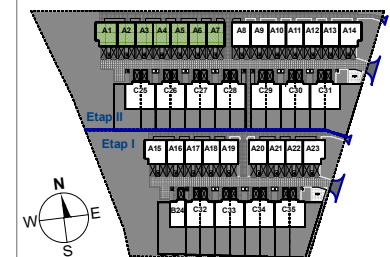 A1 A2 A3 A4 A5 A6 A7 A8 A9 A10 A11 A12 A13 A14
C25 C26 C27 C28 C29 C30 C31
Etap II
Etap I
A15 A16 A17 A18 A19 A20 A21 A22 A23
B24 C32 C33 C34 C35
N
W E
S